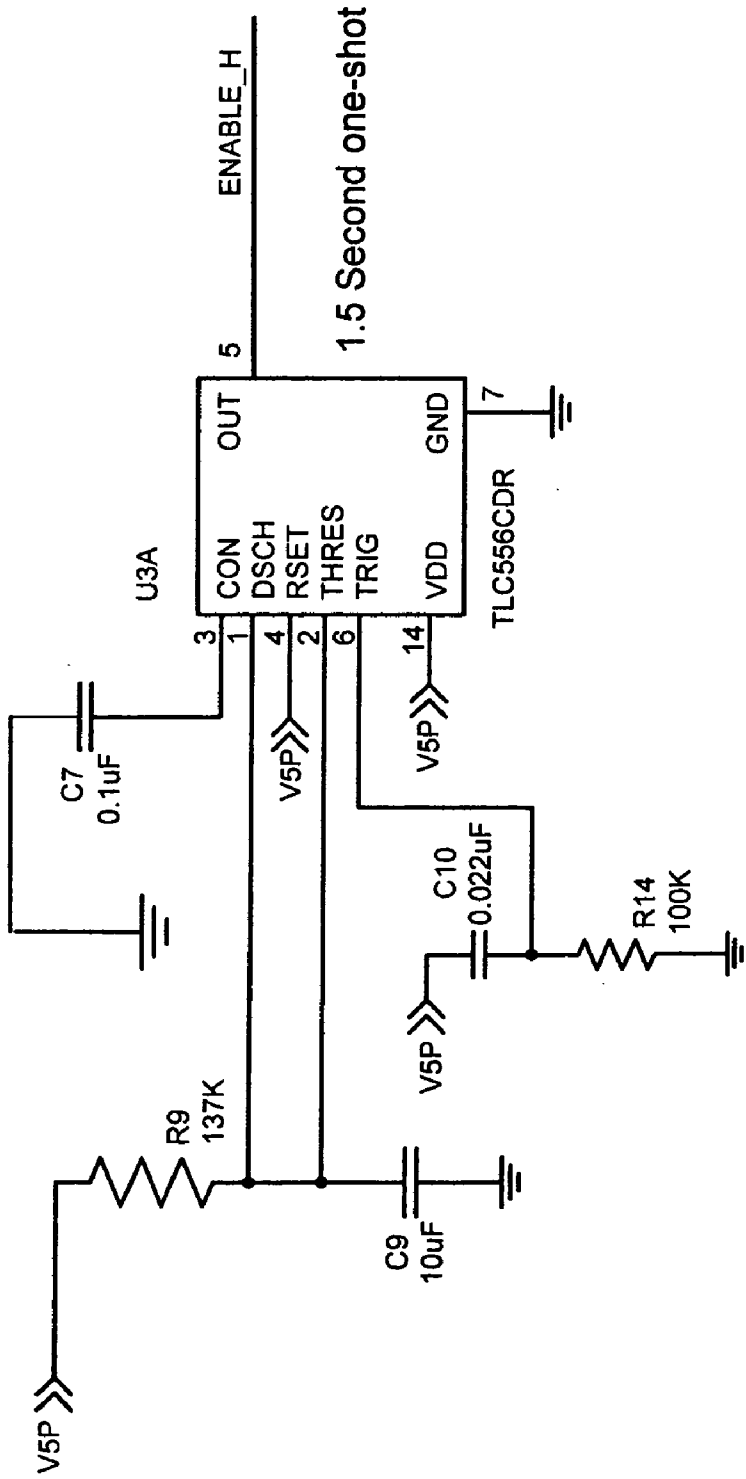 V5P
R9
137K
C9
10uF
C7
0.1uF
V5P
C10
0.022uF
R14
100K
V5P
V5P
U3A
3
1
4
2
6
14
CON
DSCH
RSET
THRES
TRIG
VDD
OUT
GND
5
7
TLC556CDR
ENABLE_H
1.5 Second one-shot